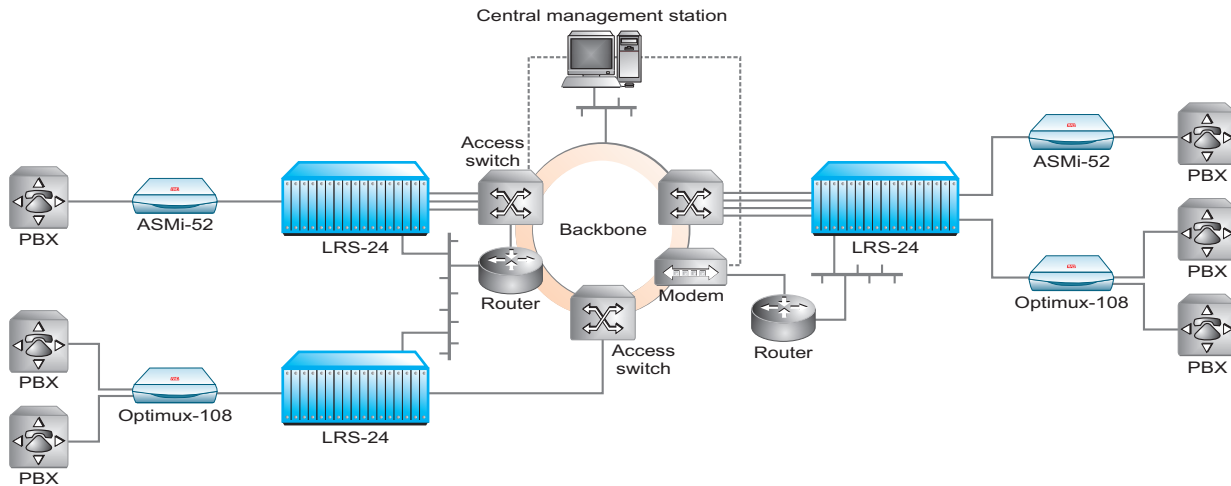 Central management station
Access
switch
PBX
ASMi-52
LRS-24
Backbone
LRS-24
ASMi-52
PBX
Router
Modem
Optimux-108
PBX
Router
Access
switch
PBX
PBX
Optimux-108
LRS-24
PBX